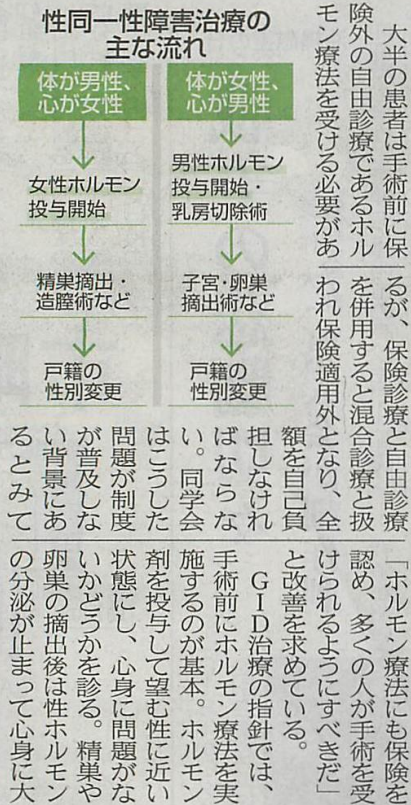 性同一性障害治療の
主な流れ
体が男性、
心が女性
女性ホルモン
投与開始
精巣摘出・
造膣術など
戸籍の
性別変更
体が女性、
心が男性
男性ホルモン
投与開始・
乳房切除術
子宮・卵巣
摘出術など
戸籍の
性別変更
大半の患者は手術前に保
険外の自由診療であるホル
モン療法を受ける必要があ
るが、保険診療と自由診療
を併用すると混合診療と扱
われ保険適用外となり、全
額を自己負
担しなけれ
ばならな
い。同学会
はこうした
問題が制度
が普及しな
い背景にあ
るとみて
「ホルモン療法にも保険を
認め、多くの人が手術を受
けられるようにすべきだ」
と改善を求めている。
GID治療の指針では、
手術前にホルモン療法を実
施するのが基本。ホルモン
剤を投与して望む性に近い
状態にし、心身に問題がな
いかどうかを診る。精巣や
卵巣の摘出後は性ホルモン
の分泌が止まって心身に大